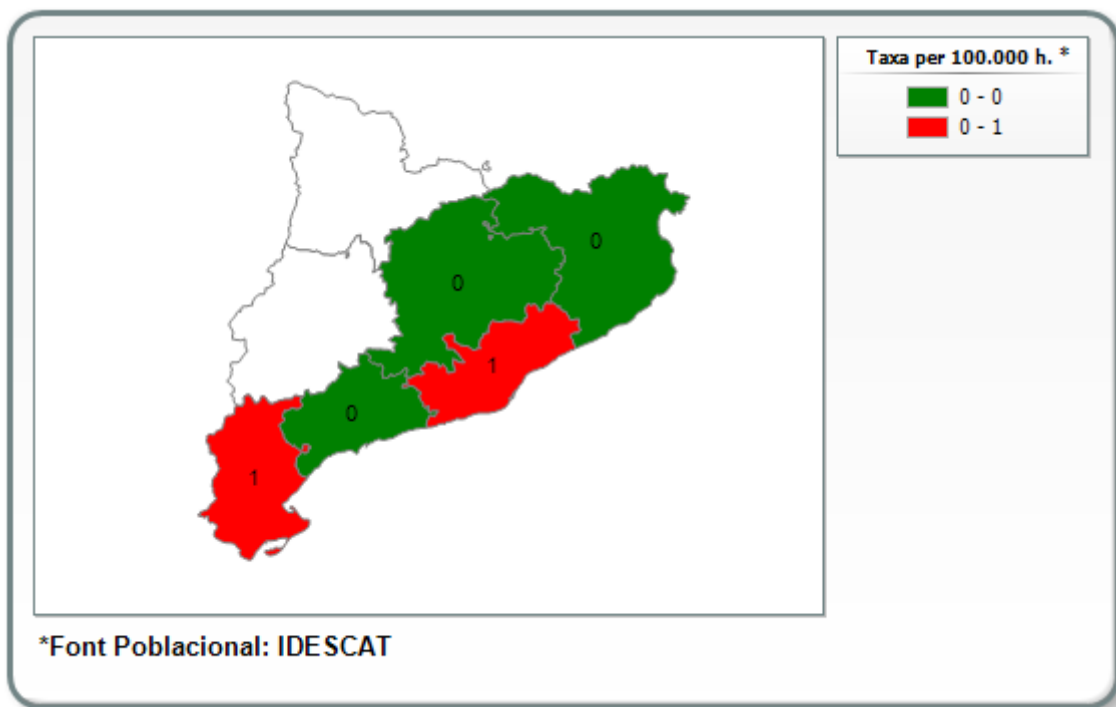 Taxa per 100.000 h. *
0 - 0
0 - 1
0
0
1
0
1
*Font Poblacional: IDESCAT